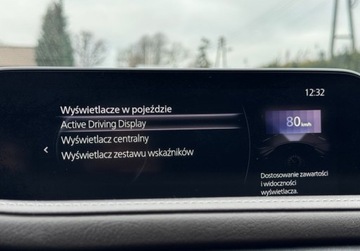 12:32
Wyświetlacze w pojeździe
Active Driving Display
Wyświetlacz centralny
Wyświetlacz zestawu wskaźników
80 km/h
Dostosowanie zawartości
i widoczności
wyświetlacza.